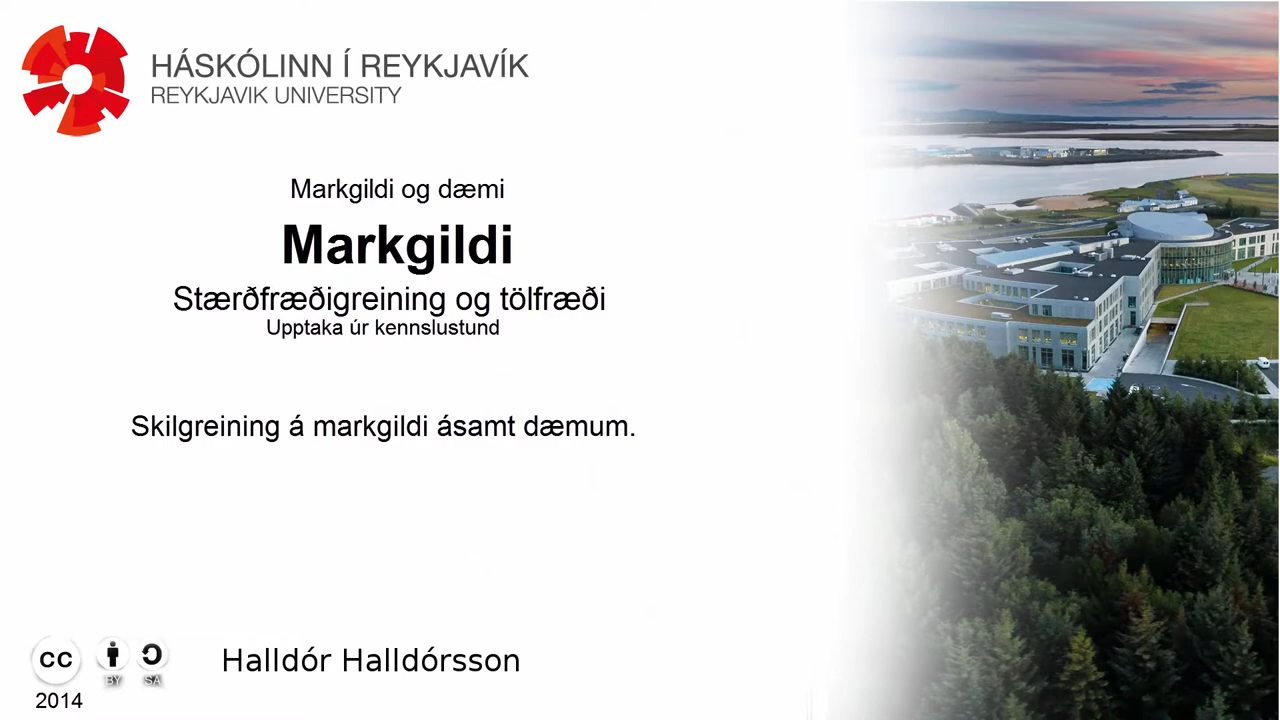 HÁSKÓLINN Í REYKJAVÍK
REYKJAVIK UNIVERSITY
Markgildi og dæmi
Markgildi
Stærðfræðigreining og tölfræði
Upptaka úr kennslustund
Skilgreining á markgildi ásamt dæmum.
cc
BY SA
Halldór Halldórsson
2014